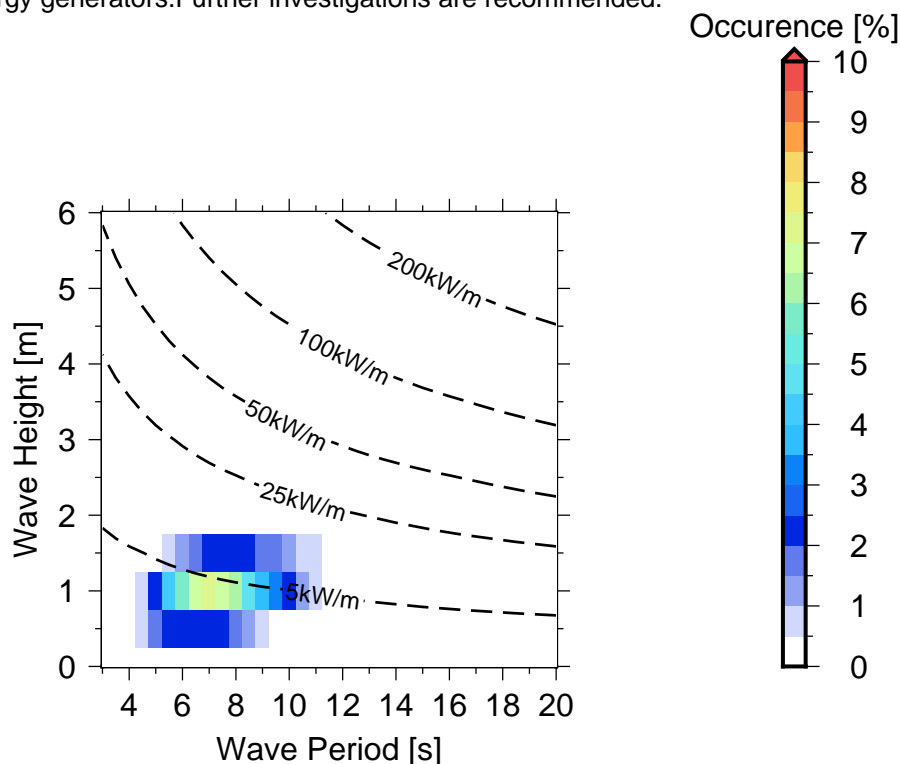 rgy generators.Further investigations are recommended.
Occurence [%]
10
9
8
7
6
5
4
3
2
1
0
6
5
4
3
2
1
0
Wave Height [m]
200kW/m
100kW/m
50kW/m
25kW/m
5kW/m
4 6 8 10 12 14 16 18 20
Wave Period [s]